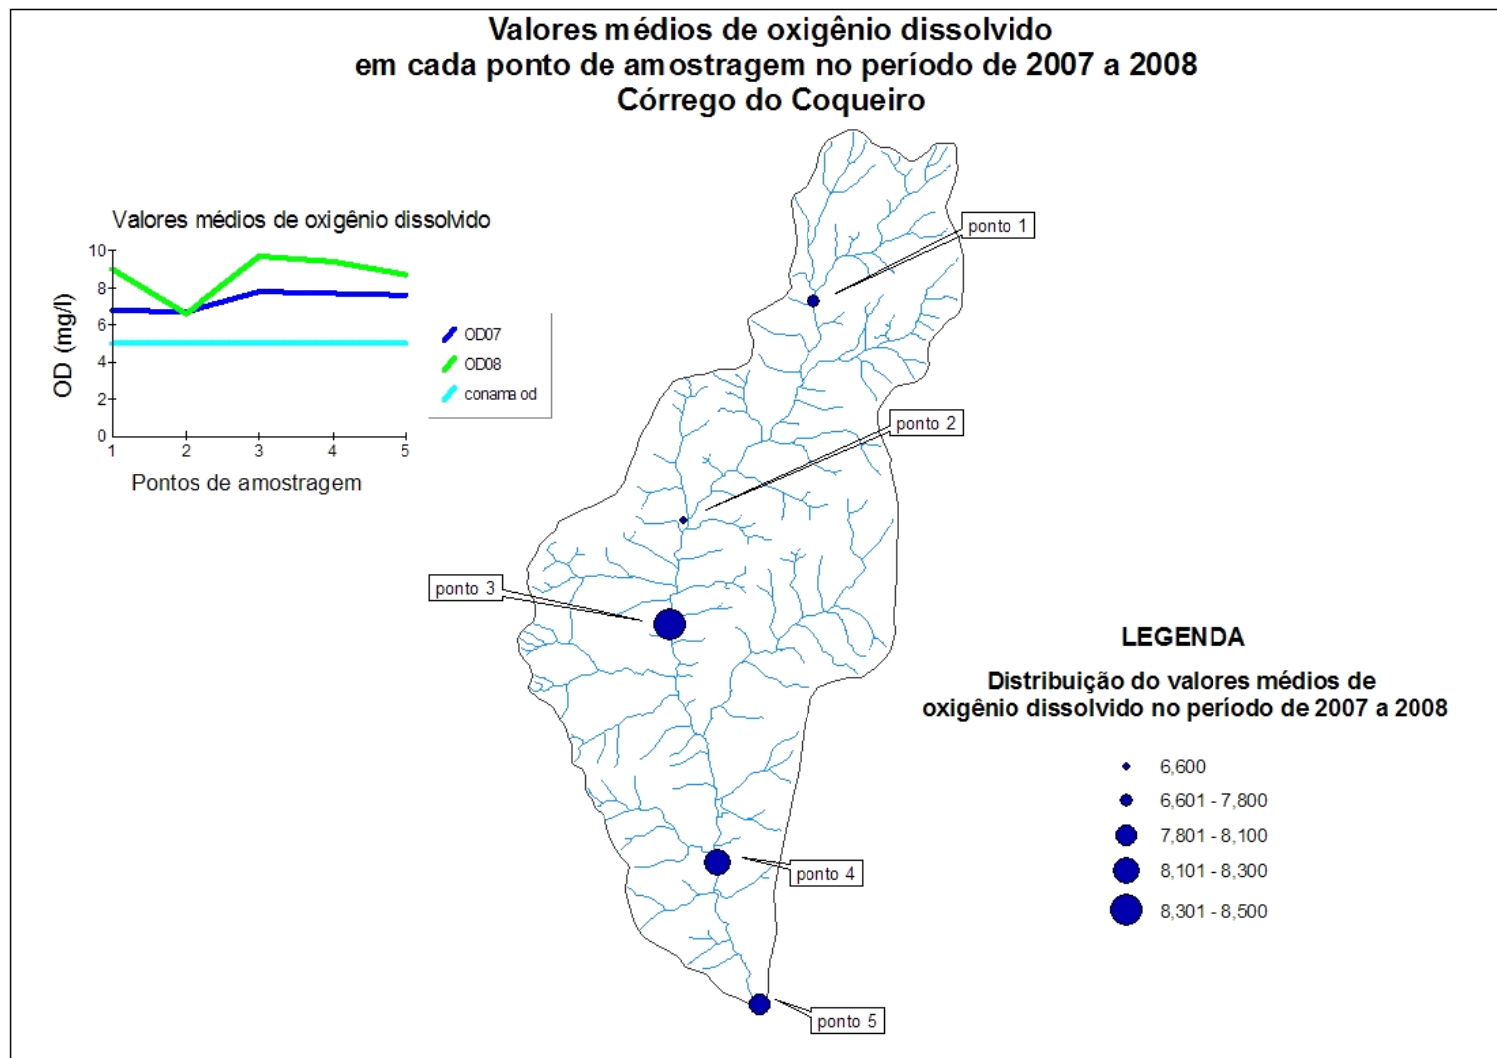 Valores médios de oxigênio dissolvido
em cada ponto de amostragem no período de 2007 a 2008
Córrego do Coqueiro
Valores médios de oxigênio dissolvido
10
8
6
4
2
0
OD (mg/l)
1 2 3 4 5
Pontos de amostragem
OD07
OD08
conama od
ponto 1
ponto 2
ponto 3
ponto 4
ponto 5
LEGENDA
Distribuição do valores médios de
oxigênio dissolvido no período de 2007 a 2008
6,600
6,601 - 7,800
7,801 - 8,100
8,101 - 8,300
8,301 - 8,500